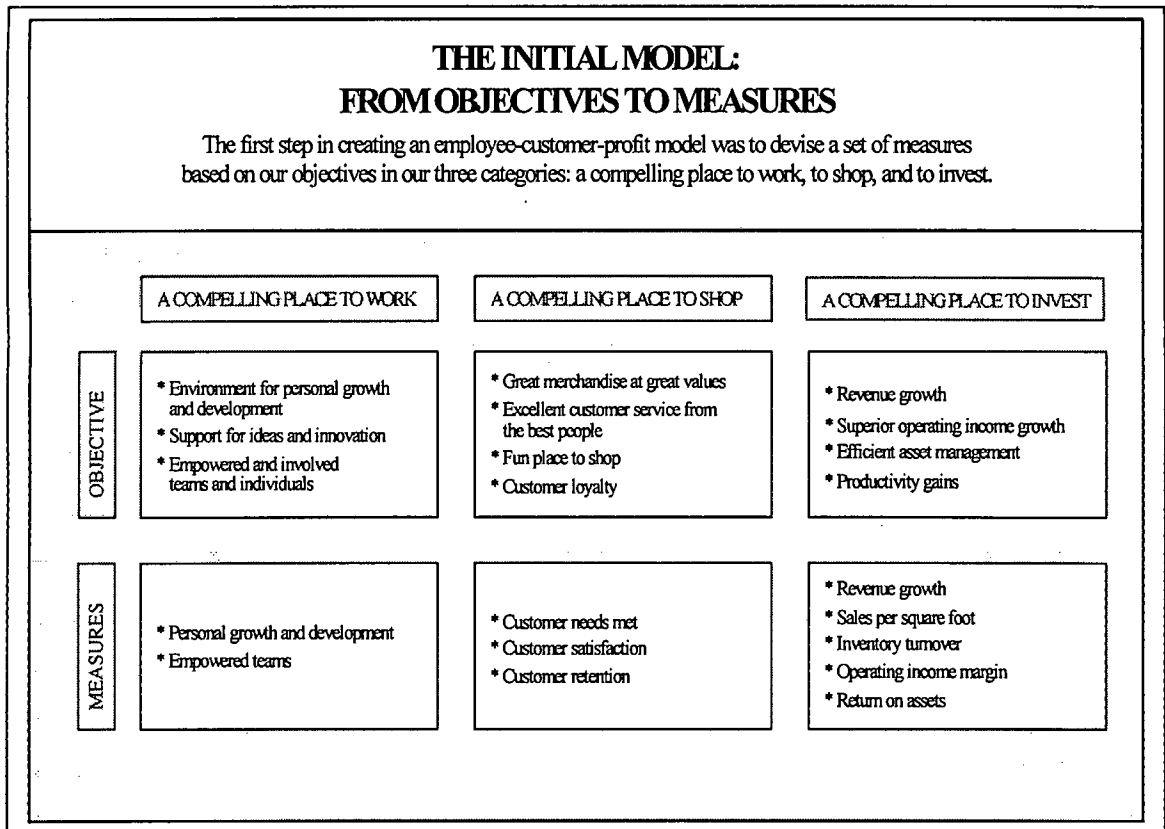 THE INITIAL MODEL:
FROM OBJECTIVES TO MEASURES
The first step in creating an employee-customer-profit model was to devise a set of measures
based on our objectives in our three categories: a compelling place to work, to shop, and to invest.
A COMPELLING PLACE TO WORK
A COMPELLING PLACE TO SHOP
A COMPELLING PLACE TO INVEST
OBJECTIVE
* Environment for personal growth
and development
* Support for ideas and innovation
* Empowered and involved
teams and individuals
* Great merchandise at great values
* Excellent customer service from
the best people
* Fun place to shop
* Customer loyalty
* Revenue growth
* Superior operating income growth
* Efficient asset management
* Productivity gains
MEASURES
* Personal growth and development
* Empowered teams
* Customer needs met
* Customer satisfaction
* Customer retention
* Revenue growth
* Sales per square foot
* Inventory turnover
* Operating income margin
* Return on assets